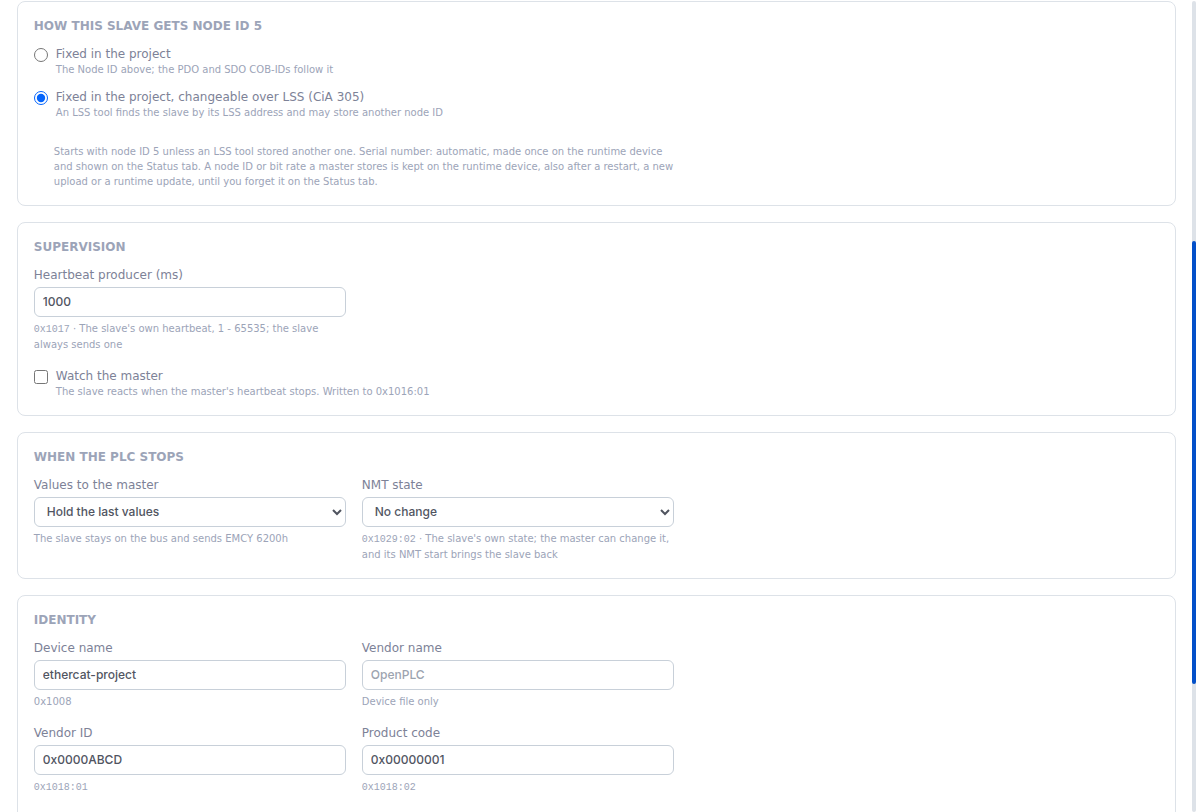 HOW THIS SLAVE GETS NODE ID 5
Fixed in the project
The Node ID above; the PDO and SDO COB-IDs follow it
Fixed in the project, changeable over LSS (CiA 305)
An LSS tool finds the slave by its LSS address and may store another node ID
Starts with node ID 5 unless an LSS tool stored another one. Serial number: automatic, made once on the runtime device
and shown on the Status tab. A node ID or bit rate a master stores is kept on the runtime device, also after a restart, a new
upload or a runtime update, until you forget it on the Status tab.
SUPERVISION
Heartbeat producer (ms)
1000
0x1017 · The slave's own heartbeat, 1 - 65535; the slave
always sends one
Watch the master
The slave reacts when the master's heartbeat stops. Written to 0x1016:01
WHEN THE PLC STOPS
Values to the master
NMT state
Hold the last values
No change
The slave stays on the bus and sends EMCY 6200h
0x1029:02 · The slave's own state; the master can change it,
and its NMT start brings the slave back
IDENTITY
Device name
Vendor name
ethercat-project
OpenPLC
0x1008
Device file only
Vendor ID
Product code
0x0000ABCD
0x00000001
0x1018:01
0x1018:02